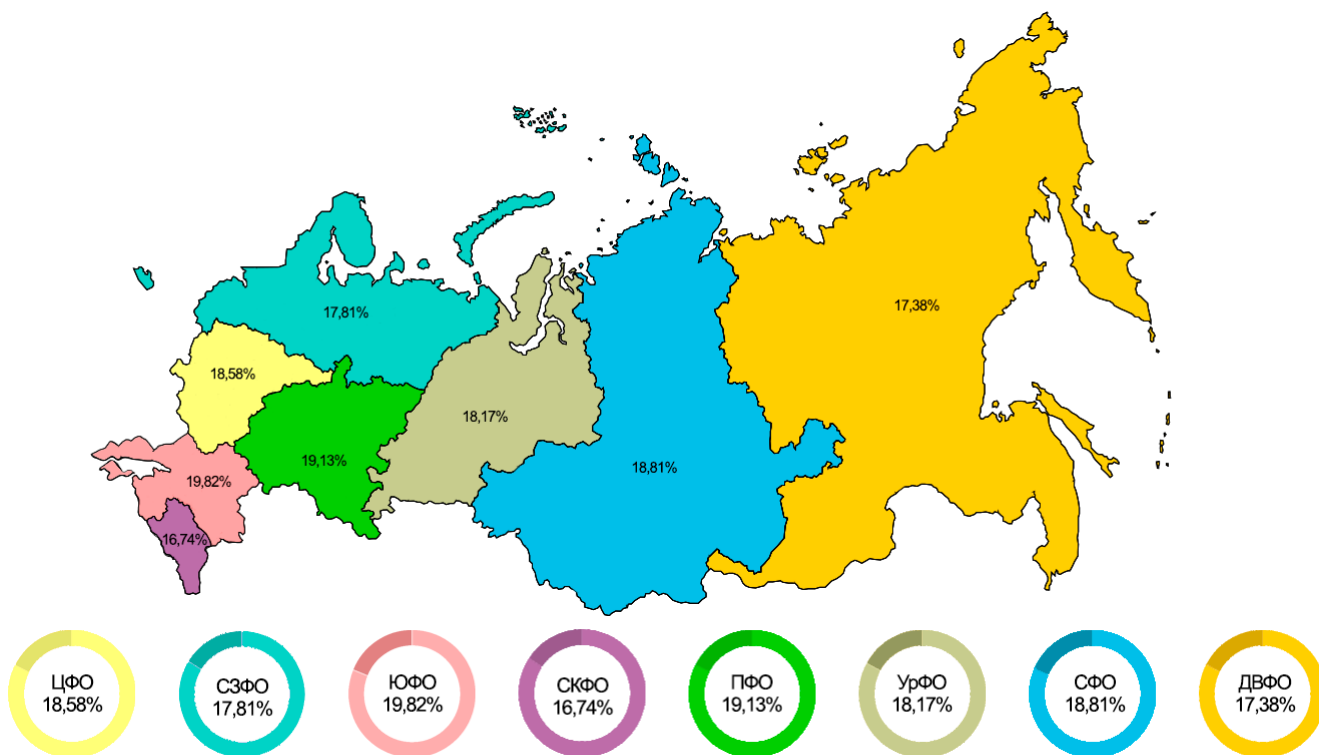 17,81%
17,38%
18,58%
18,17%
19,13%
18,81%
19,82%
16,74%
ЦФО
18,58%
СЗФО
17,81%
ЮФО
19,82%
СКФО
16,74%
ПФО
19,13%
УрФО
18,17%
СФО
18,81%
ДВФО
17,38%